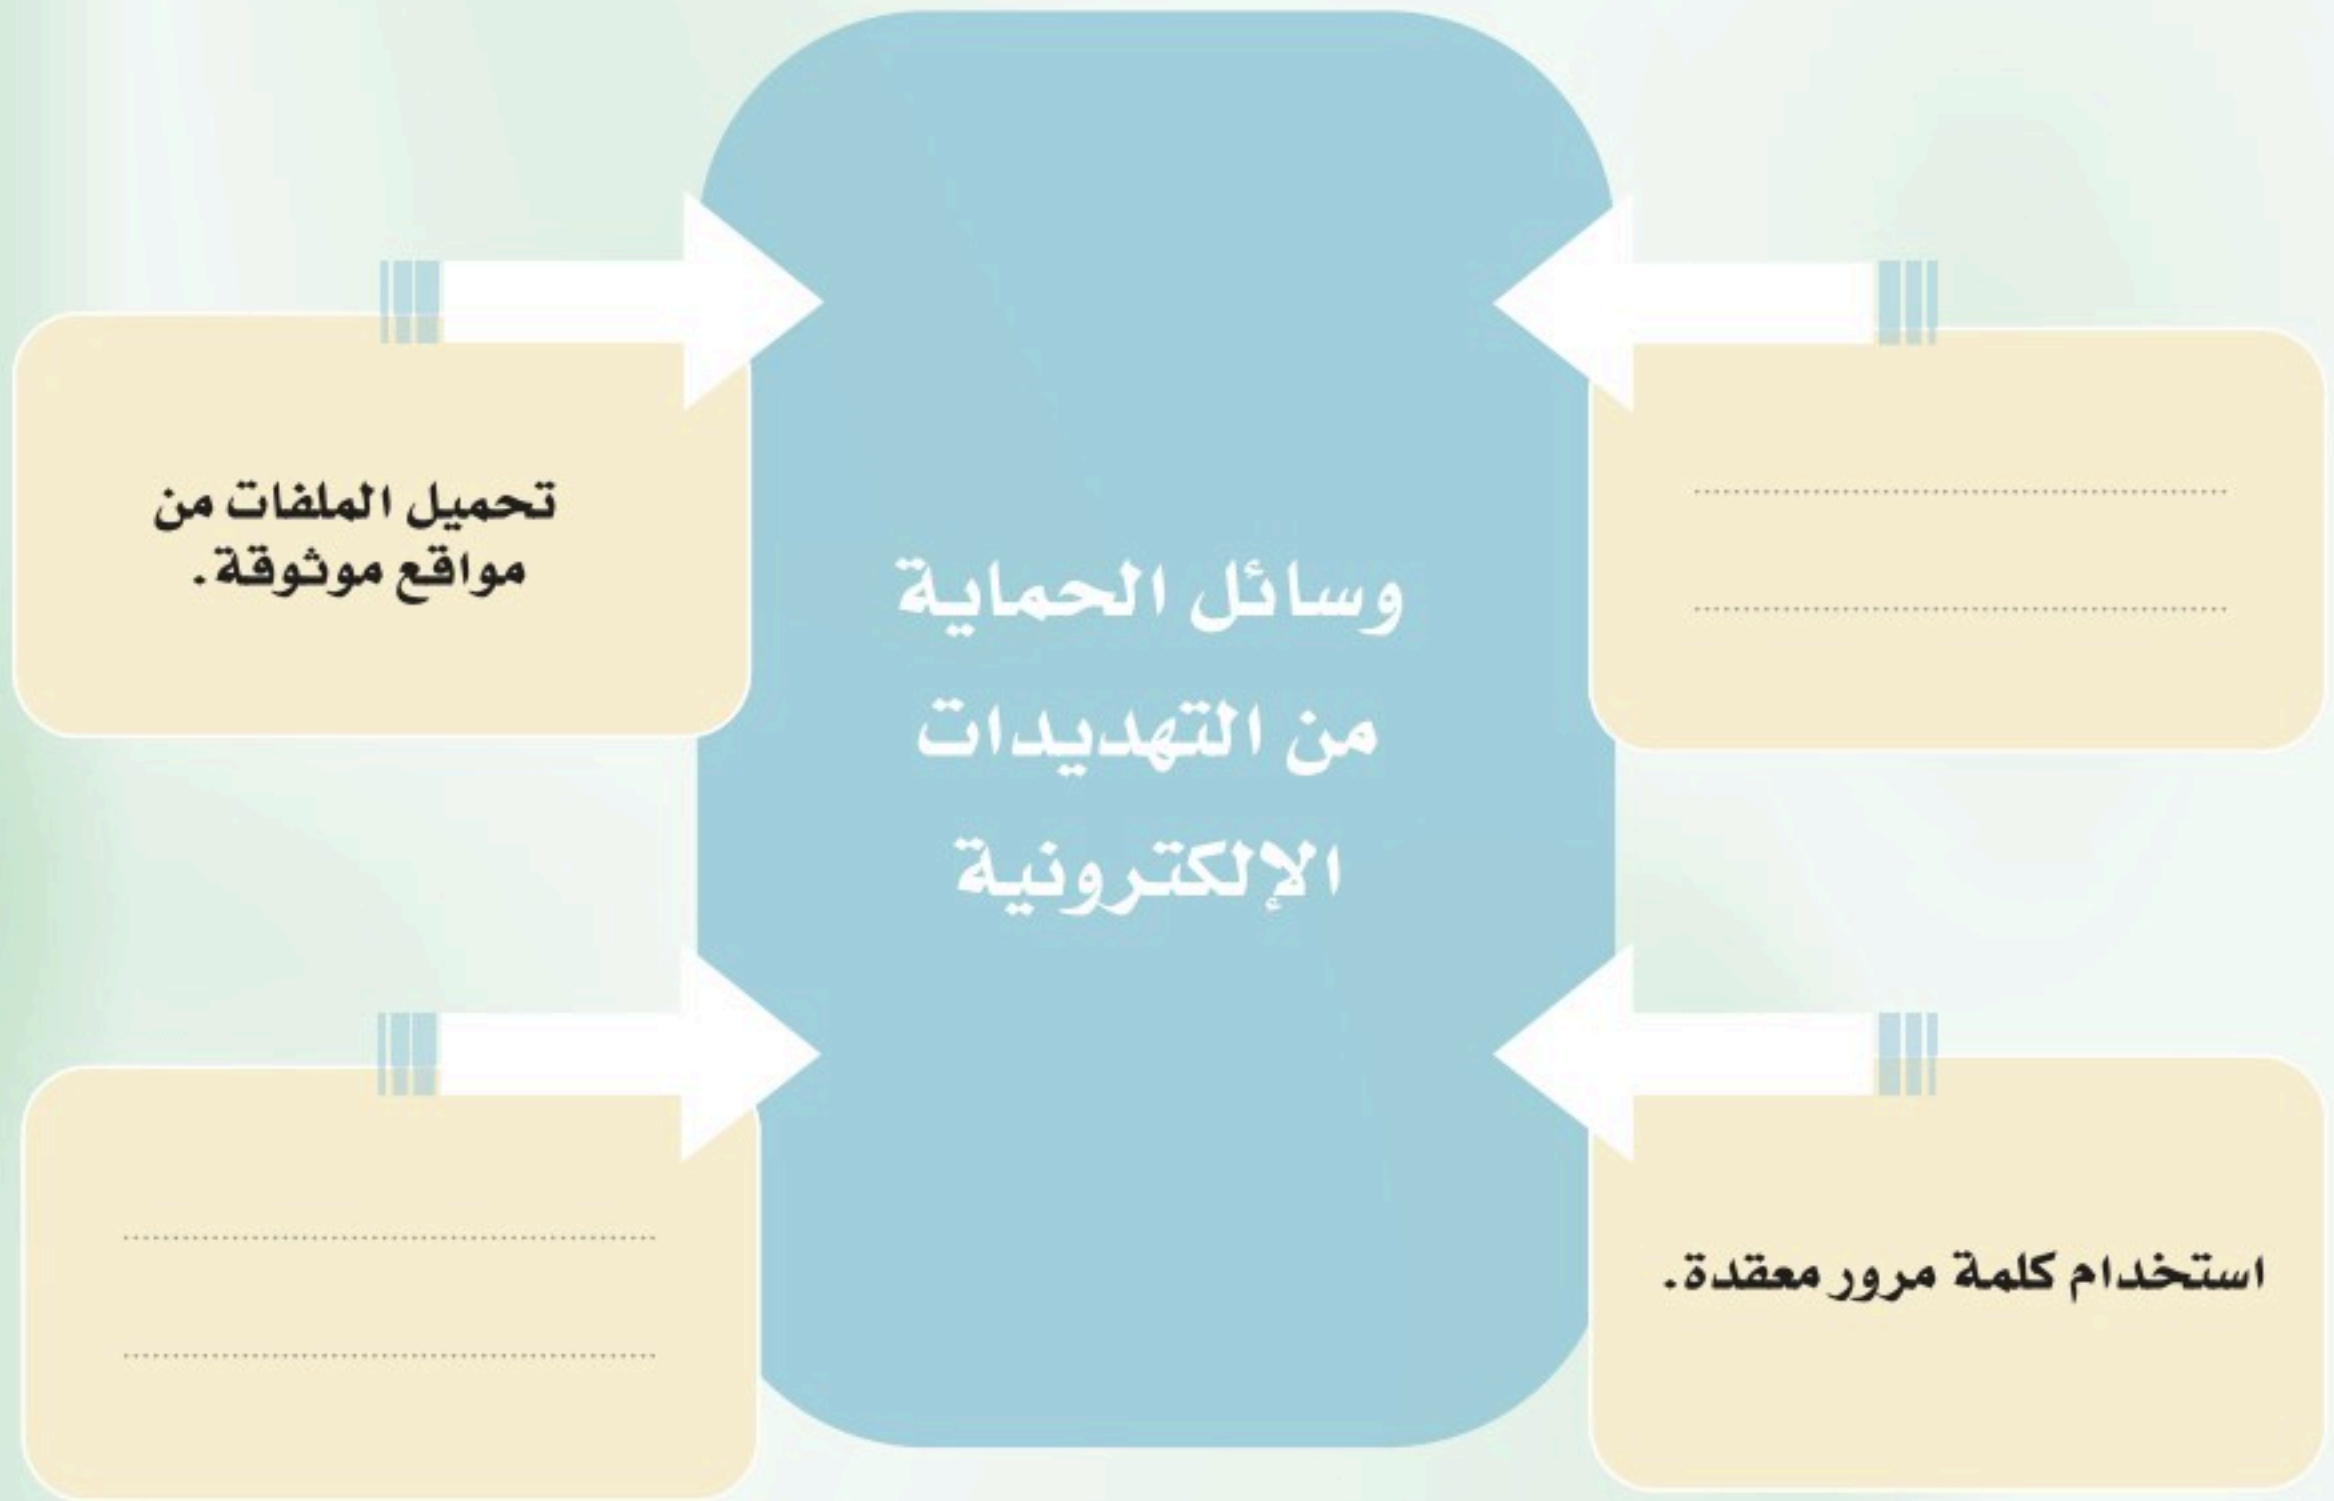 وسائل الحماية
من التهديدات
الإلكترونية
تحميل الملفات من
مواقع موثوقة.
استخدام كلمة مرور معقدة.